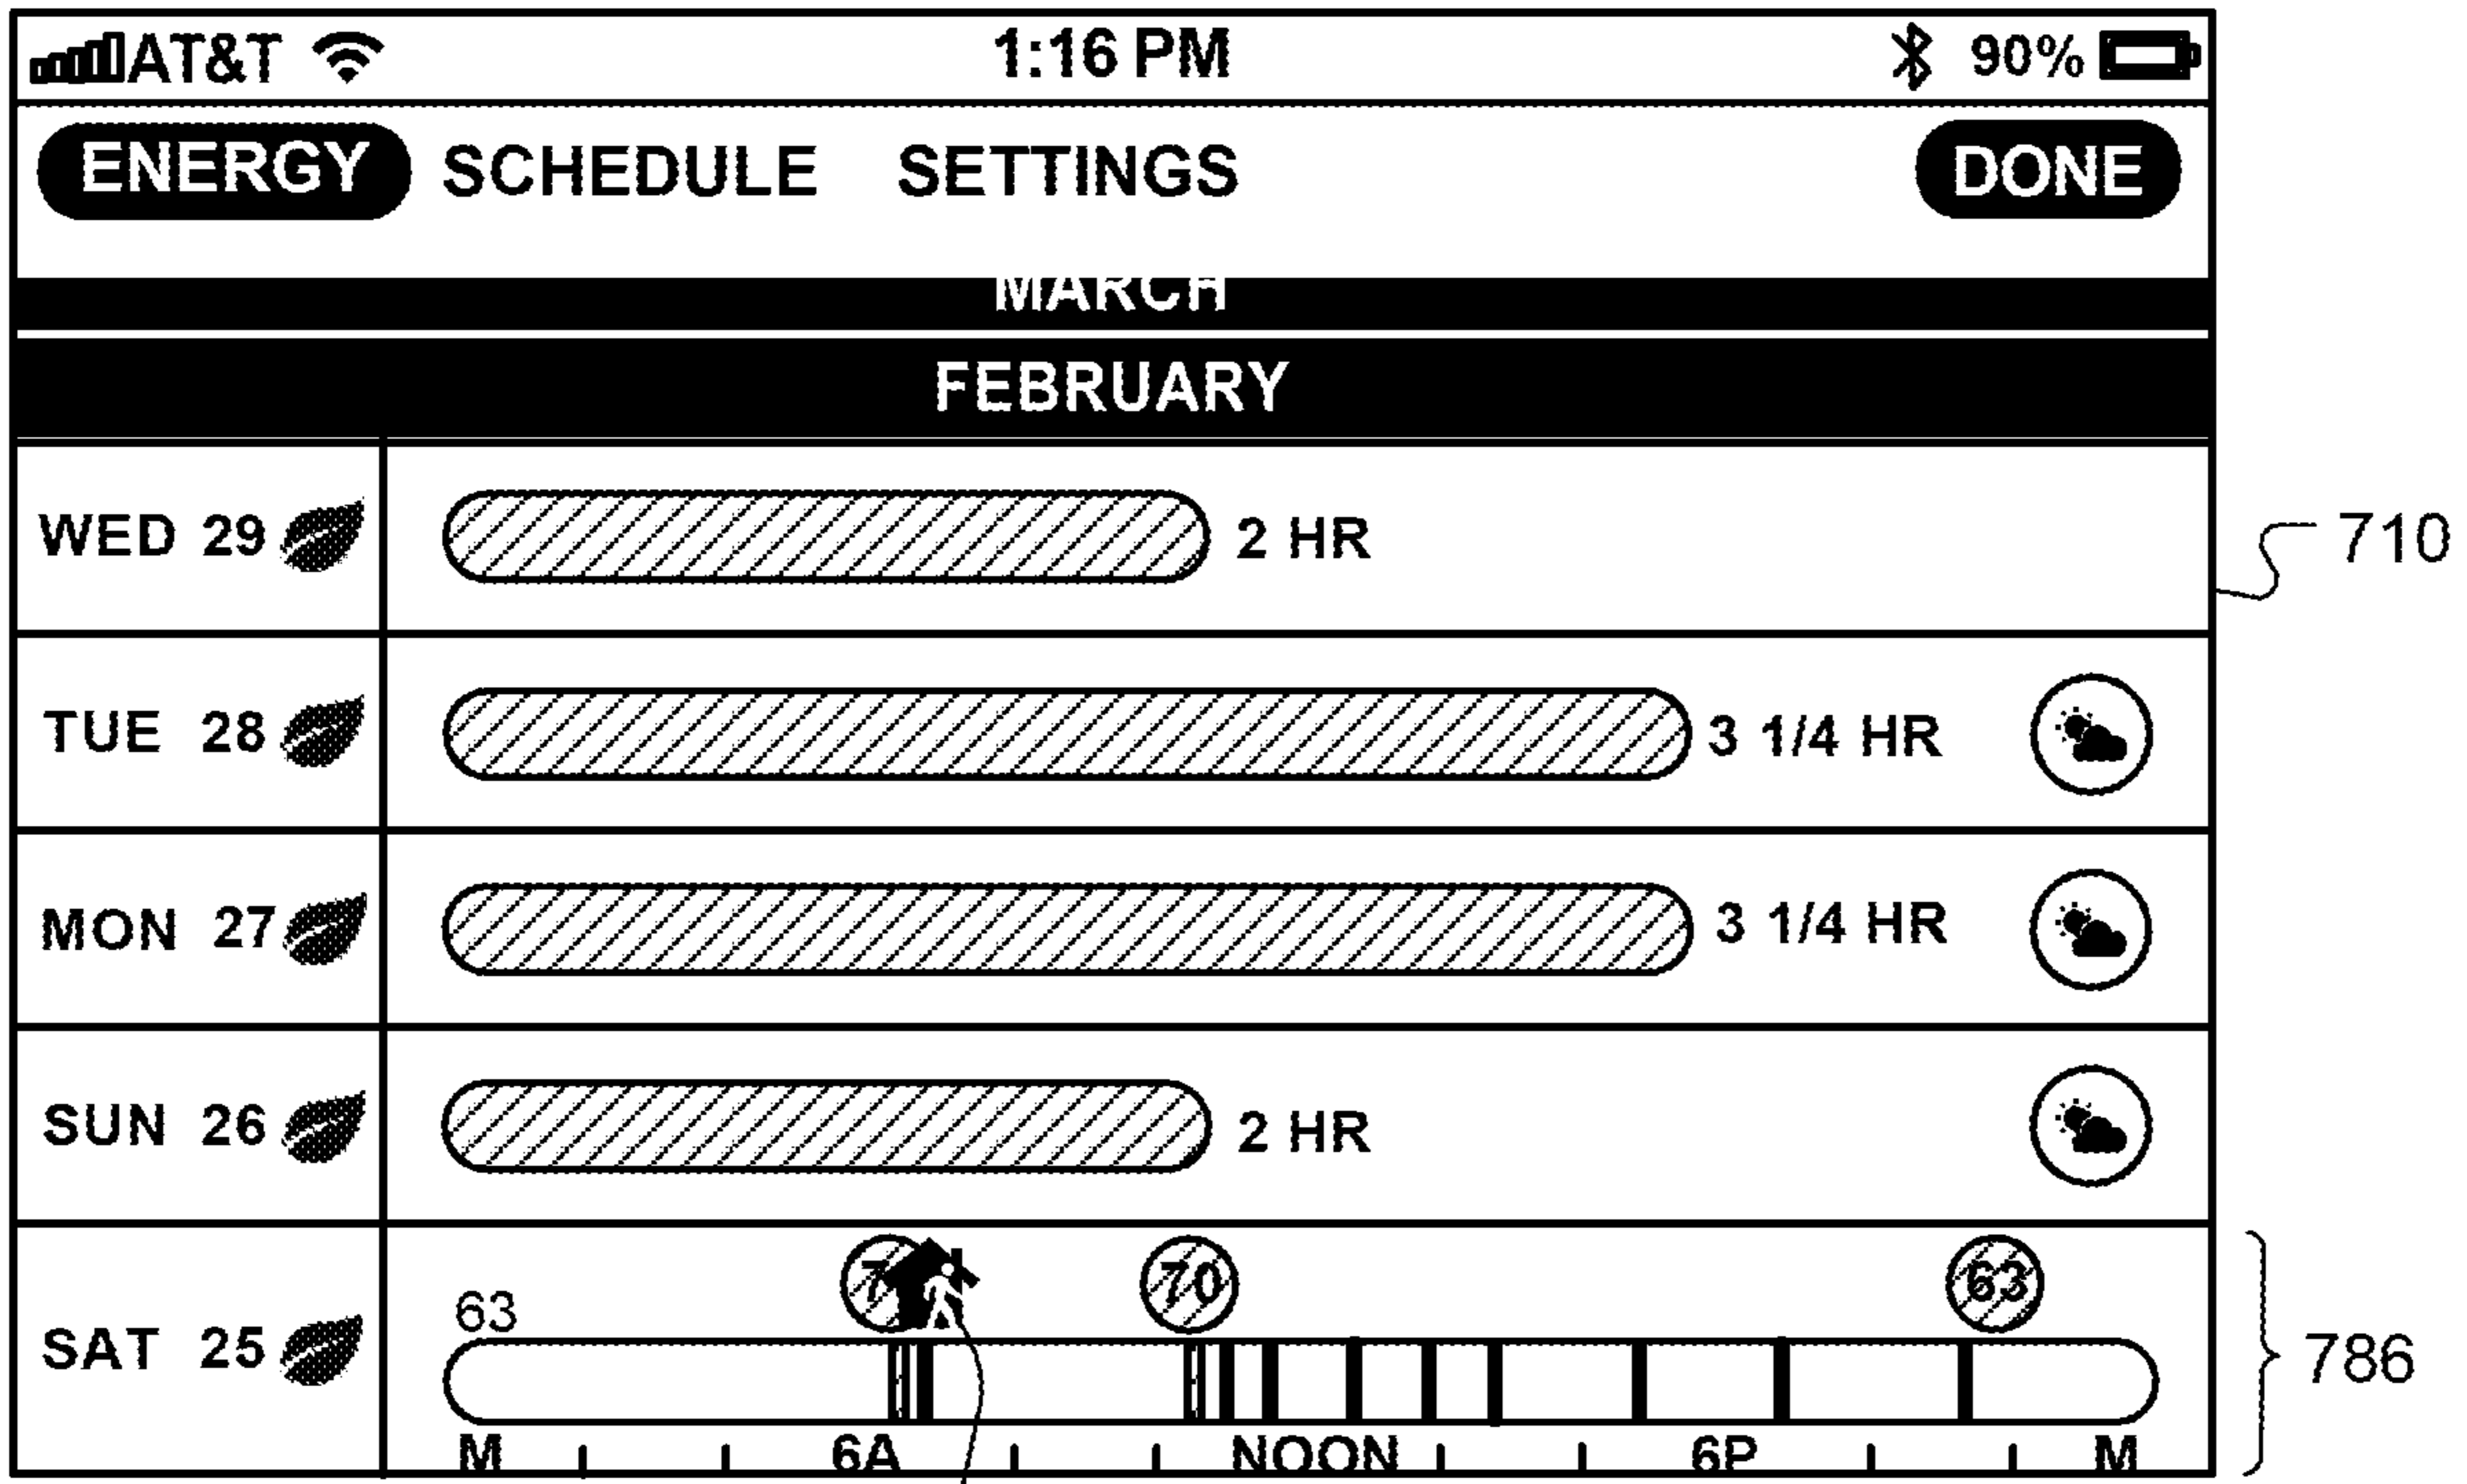 AT&T 1:16 PM 90%
ENERGY SCHEDULE SETTINGS DONE
MARCH
FEBRUARY
WED 29 2 HR 710
TUE 28 3 1/4 HR
MON 27 3 1/4 HR
SUN 26 2 HR
63 70 63
SAT 25 786
M 6A NOON 6P M